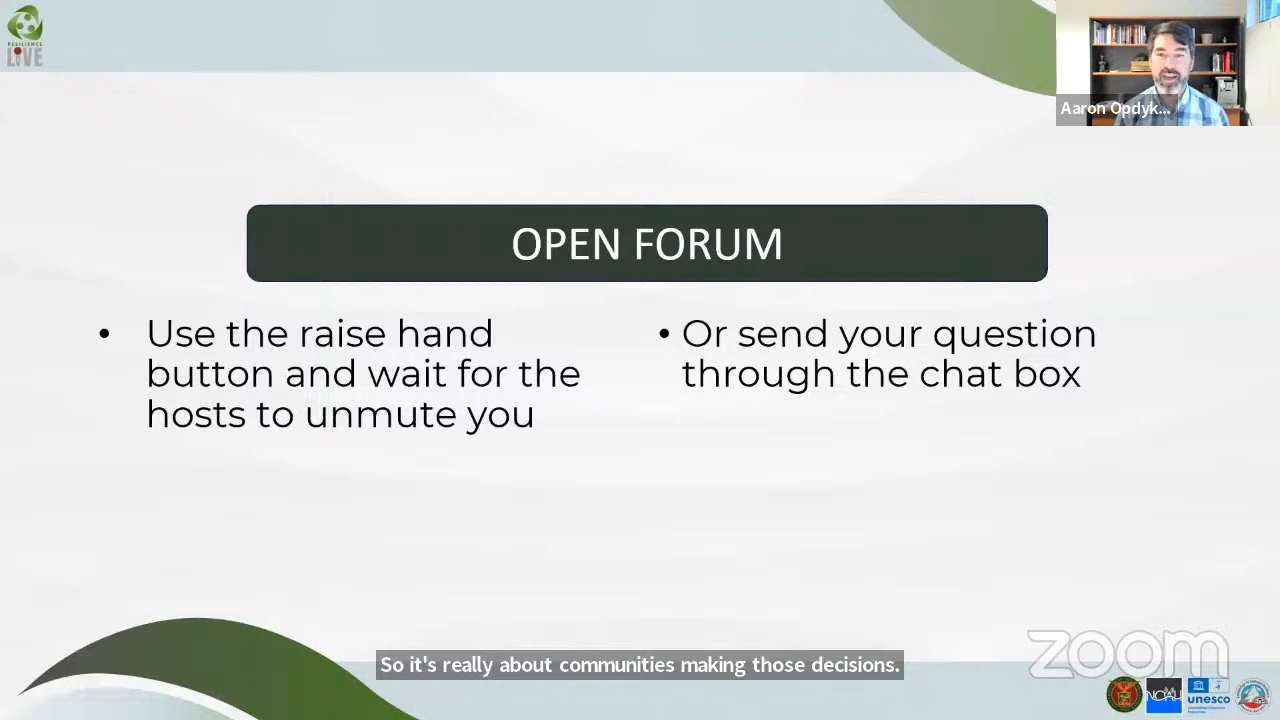 RESILIENCE
LIVE
Aaron Opdyk...
OPEN FORUM
• Use the raise hand
button and wait for the
hosts to unmute you
• Or send your question
through the chat box
zoom
So it's really about communities making those decisions.
NOAH
unesco